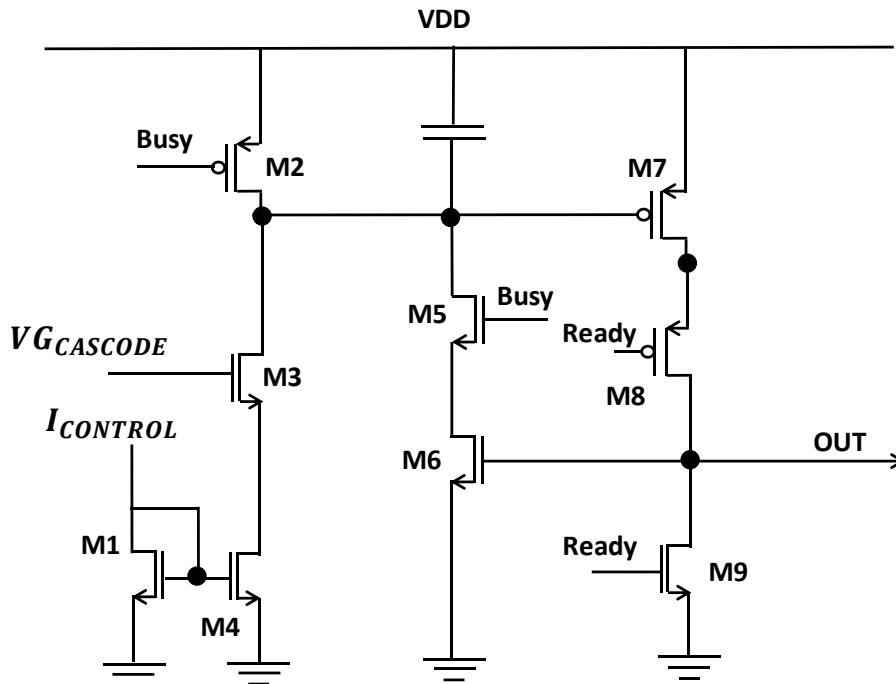 VDD
Busy
M2
M7
Busy
M5
VG_CASCODE
M3
Ready
M8
I_CONTROL
M6
OUT
M1
M4
Ready
M9